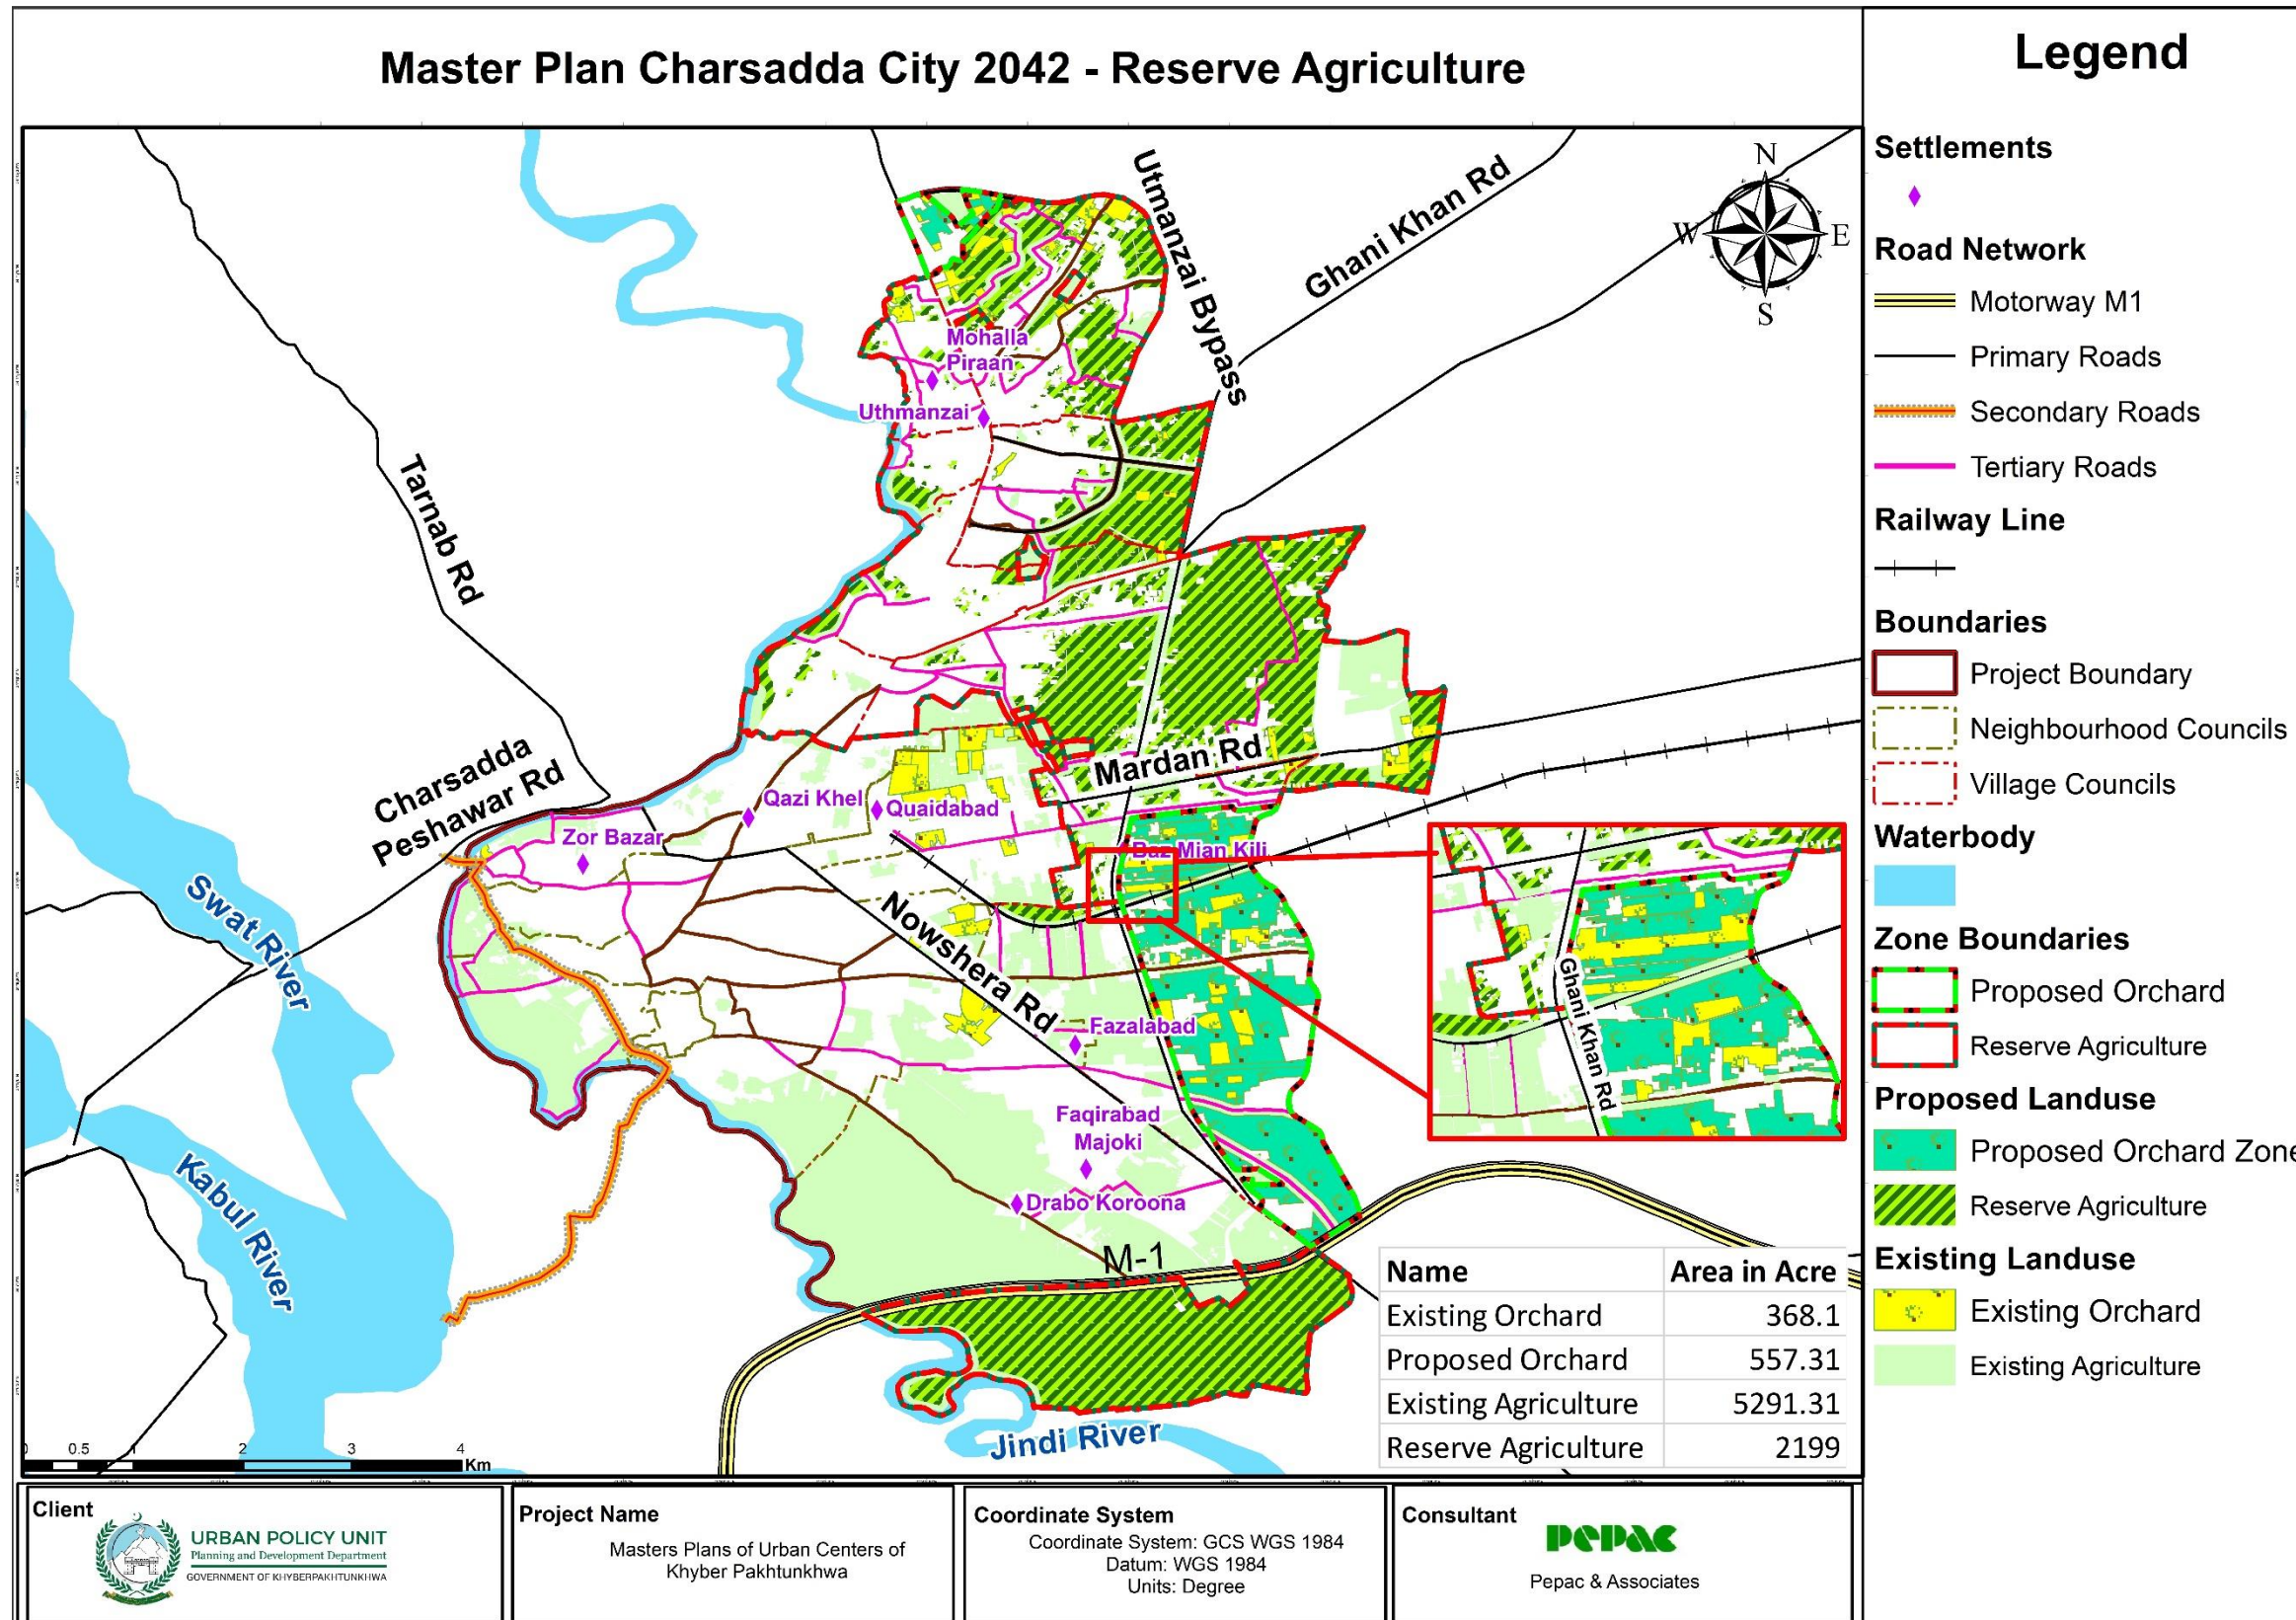 Master Plan Charsadda City 2042 - Reserve Agriculture
Utmanzai Bypass
Ghani Khan Rd
N
W
E
S
Mohalla
Piraan
Uthmanzai
Tarnab Rd
Charsadda
Peshawar Rd
Mardan Rd
Qazi Khel
Quaidabad
Zor Bazar
Baz Mian Kili
Swat River
Nowshera Rd
Ghani Khan Rd
Fazalabad
Faqirabad
Majoki
Drabo Koroona
Kabul River
M-1
Jindi River
Name Area in Acre
Existing Orchard 368.1
Proposed Orchard 557.31
Existing Agriculture 5291.31
Reserve Agriculture 2199
0 0.5 1 2 3 4
Km
Legend
Settlements
Road Network
Motorway M1
Primary Roads
Secondary Roads
Tertiary Roads
Railway Line
Boundaries
Project Boundary
Neighbourhood Councils
Village Councils
Waterbody
Zone Boundaries
Proposed Orchard
Reserve Agriculture
Proposed Landuse
Proposed Orchard Zone
Reserve Agriculture
Existing Landuse
Existing Orchard
Existing Agriculture
Client
URBAN POLICY UNIT
Planning and Development Department
GOVERNMENT OF KHYBERPAKHTUNKHWA
Project Name
Masters Plans of Urban Centers of
Khyber Pakhtunkhwa
Coordinate System
Coordinate System: GCS WGS 1984
Datum: WGS 1984
Units: Degree
Consultant
PEPAC
Pepac & Associates